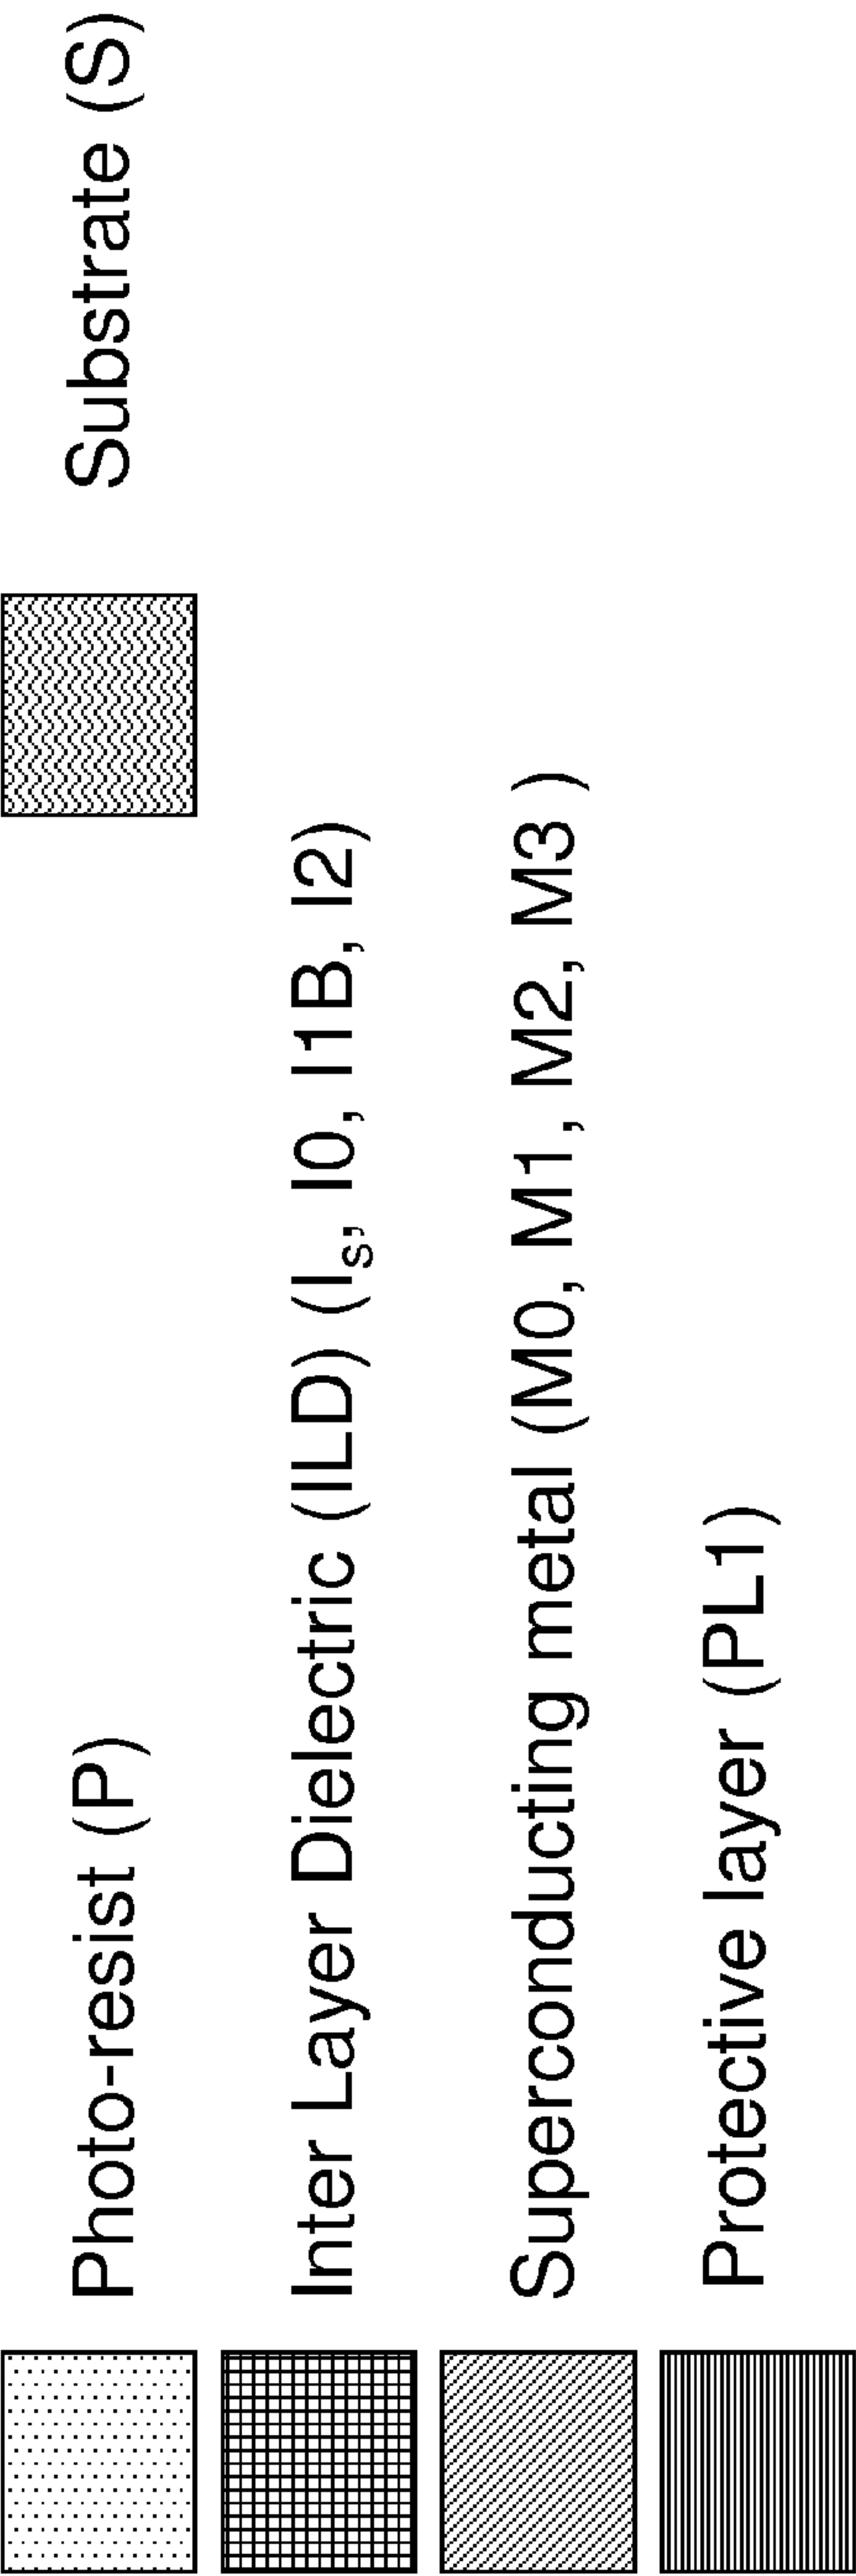 Photo-resist (P)
Substrate (S)
Inter Layer Dielectric (ILD) (Is, I0, I1B, I2)
Superconducting metal (M0, M1, M2, M3 )
Protective layer (PL1)